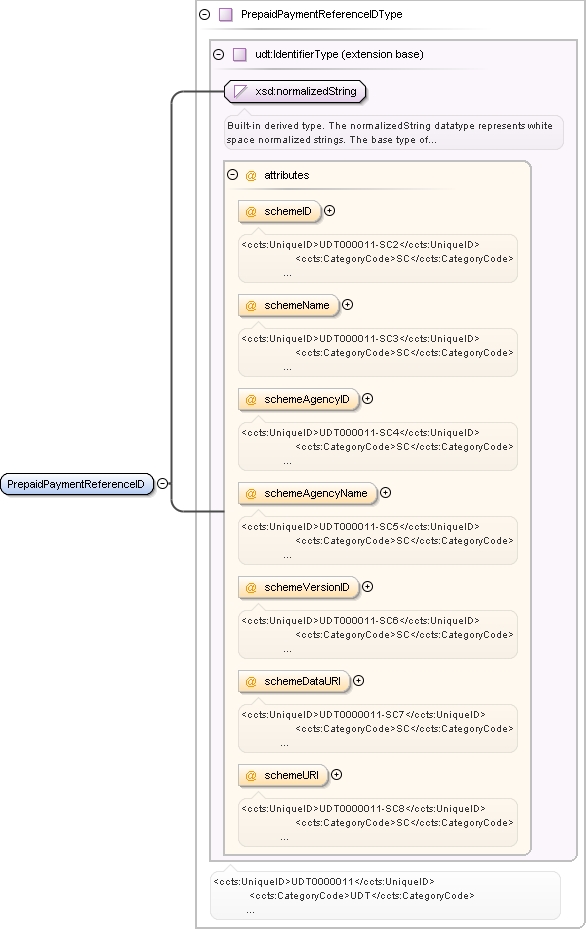 PrepaidPaymentReferenceIDType
udt:IdentifierType (extension base)
xsd:normalizedString
Built-in derived type. The normalizedString datatype represents white
space normalized strings. The base type of...
@ attributes
@ schemeID
<ccts:UniqueID>UDT000011-SC2</ccts:UniqueID>
<ccts:CategoryCode>SC</ccts:CategoryCode>
...
@ schemeName
<ccts:UniqueID>UDT000011-SC3</ccts:UniqueID>
<ccts:CategoryCode>SC</ccts:CategoryCode>
...
@ schemeAgencyID
<ccts:UniqueID>UDT000011-SC4</ccts:UniqueID>
<ccts:CategoryCode>SC</ccts:CategoryCode>
...
PrepaidPaymentReferenceID
@ schemeAgencyName
<ccts:UniqueID>UDT000011-SC5</ccts:UniqueID>
<ccts:CategoryCode>SC</ccts:CategoryCode>
...
@ schemeVersionID
<ccts:UniqueID>UDT000011-SC6</ccts:UniqueID>
<ccts:CategoryCode>SC</ccts:CategoryCode>
...
@ schemeDataURI
<ccts:UniqueID>UDT0000011-SC7</ccts:UniqueID>
<ccts:CategoryCode>SC</ccts:CategoryCode>
...
@ schemeURI
<ccts:UniqueID>UDT0000011-SC8</ccts:UniqueID>
<ccts:CategoryCode>SC</ccts:CategoryCode>
...
<ccts:UniqueID>UDT0000011</ccts:UniqueID>
<ccts:CategoryCode>UDT</ccts:CategoryCode>
...